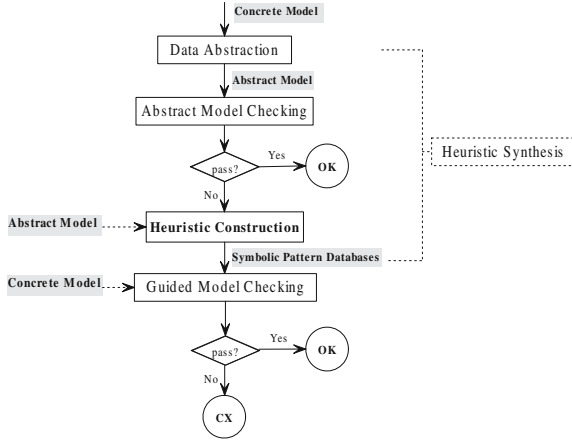 Concrete Model
Data Abstraction
Abstract Model
Abstract Model Checking
Heuristic Synthesis
pass?
Yes
OK
No
Abstract Model
Heuristic Construction
Symbolic Pattern Databases
Concrete Model
Guided Model Checking
pass?
Yes
OK
No
CX